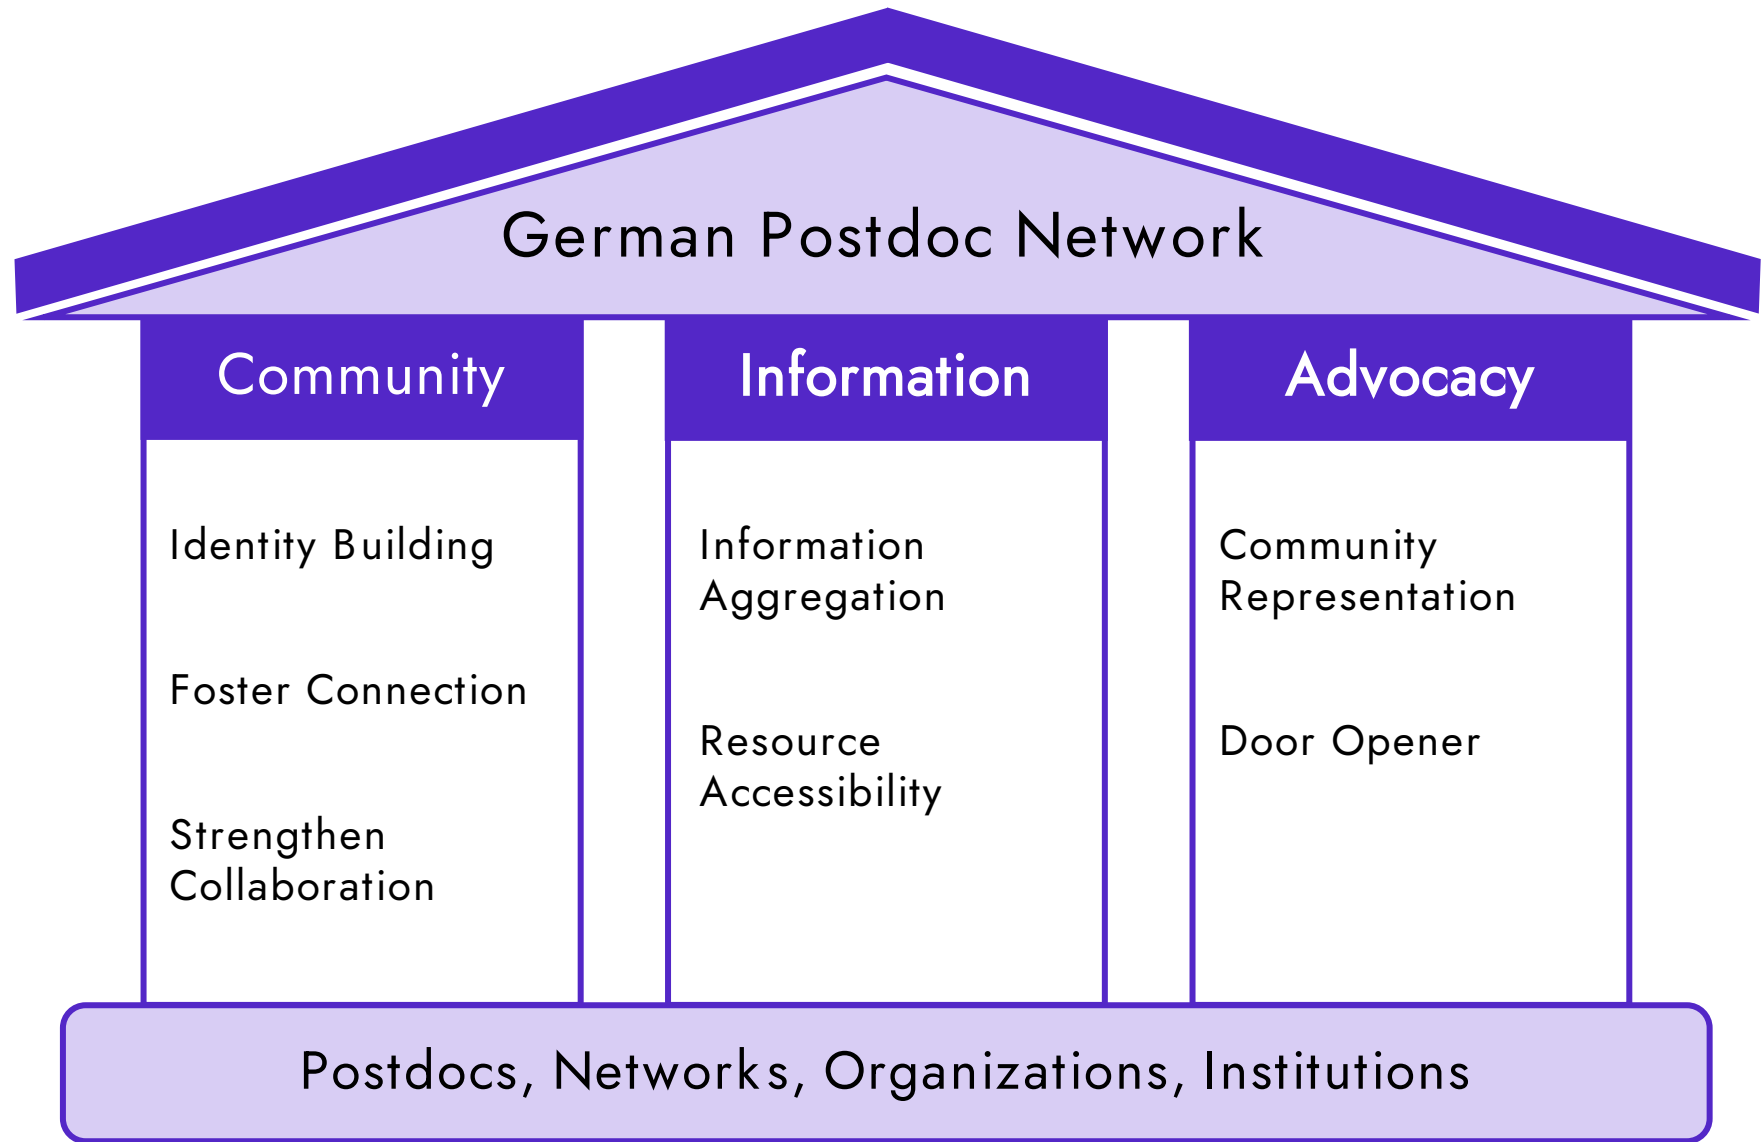 German Postdoc Network
Community
Identity Building
Foster Connection
Strengthen
Collaboration
Information
Information
Aggregation
Resource
Accessibility
Advocacy
Community
Representation
Door Opener
Postdocs, Networks, Organizations, Institutions